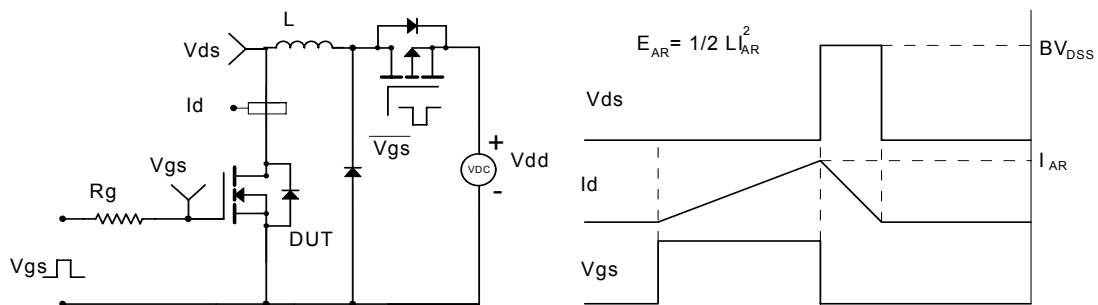 L
Vds
Id
Vgs
Rg
DUT
Vgs
Vgs
+
VDC
-
Vdd
E_AR = 1/2 LI_AR^2
Vds
BV_DSS
Id
I_AR
Vgs